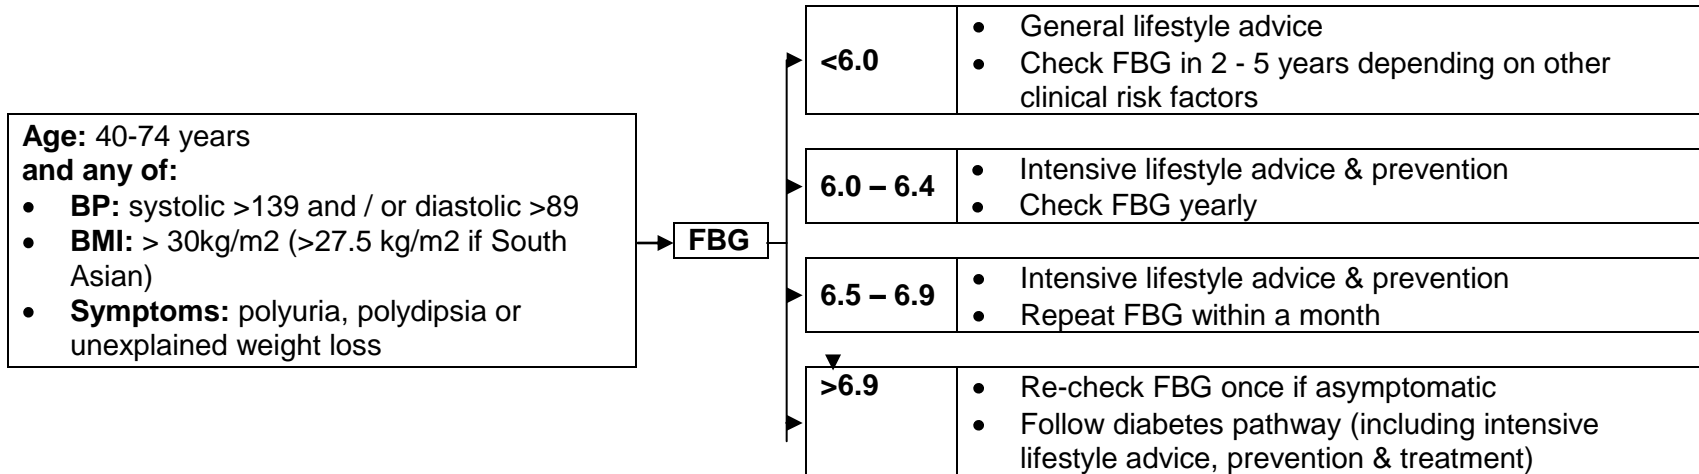 Age: 40-74 years
and any of:
• BP: systolic >139 and / or diastolic >89
• BMI: > 30kg/m2 (>27.5 kg/m2 if South
Asian)
• Symptoms: polyuria, polydipsia or
unexplained weight loss
FBG
<6.0
• General lifestyle advice
• Check FBG in 2 - 5 years depending on other
clinical risk factors
6.0 – 6.4
• Intensive lifestyle advice & prevention
• Check FBG yearly
6.5 – 6.9
• Intensive lifestyle advice & prevention
• Repeat FBG within a month
>6.9
• Re-check FBG once if asymptomatic
• Follow diabetes pathway (including intensive
lifestyle advice, prevention & treatment)